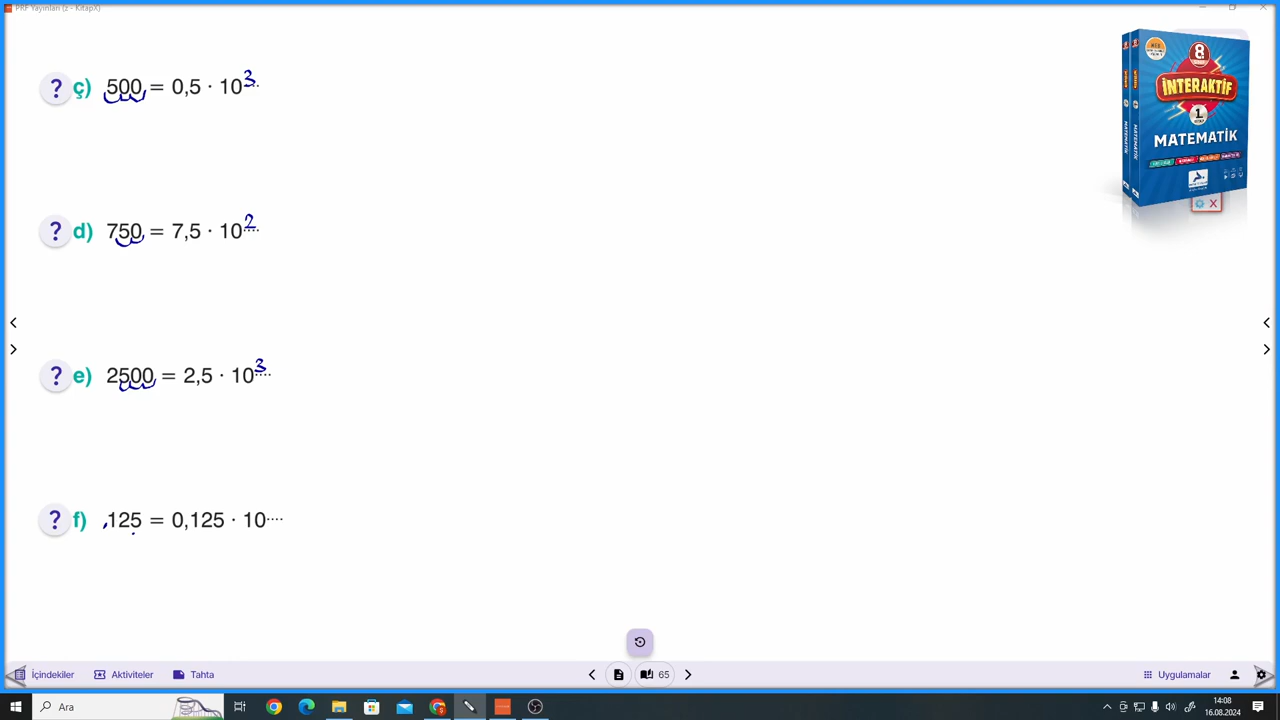 PRF Yayınları (z - KitapX)
ç) 500 = 0,5 · 10³
d) 750 = 7,5 · 10²
e) 2500 = 2,5 · 10³
f) ,125 = 0,125 · 10....
8.
İNTERAKTİF
1.
MATEMATİK
İçindekiler
Aktiviteler
Tahta
65
Uygulamalar
Ara
14:08
16.08.2024